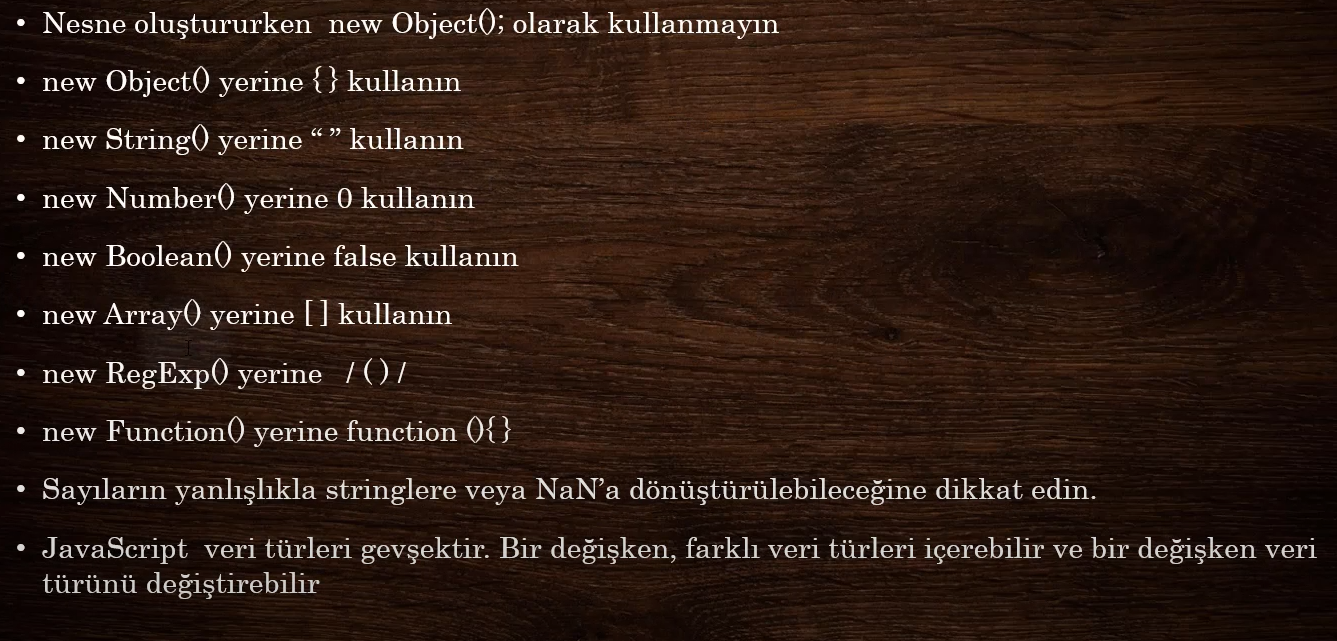 • Nesne oluştururken  new Object(); olarak kullanmayın
• new Object() yerine { } kullanın
• new String() yerine “ ” kullanın
• new Number() yerine 0 kullanın
• new Boolean() yerine false kullanın
• new Array() yerine [ ] kullanın
• new RegExp() yerine   / ( ) /
• new Function() yerine function (){ }
• Sayıların yanlışlıkla stringlere veya NaN’a dönüştürülebileceğine dikkat edin.
• JavaScript  veri türleri gevşektir. Bir değişken, farklı veri türleri içerebilir ve bir değişken veri
türünü değiştirebilir